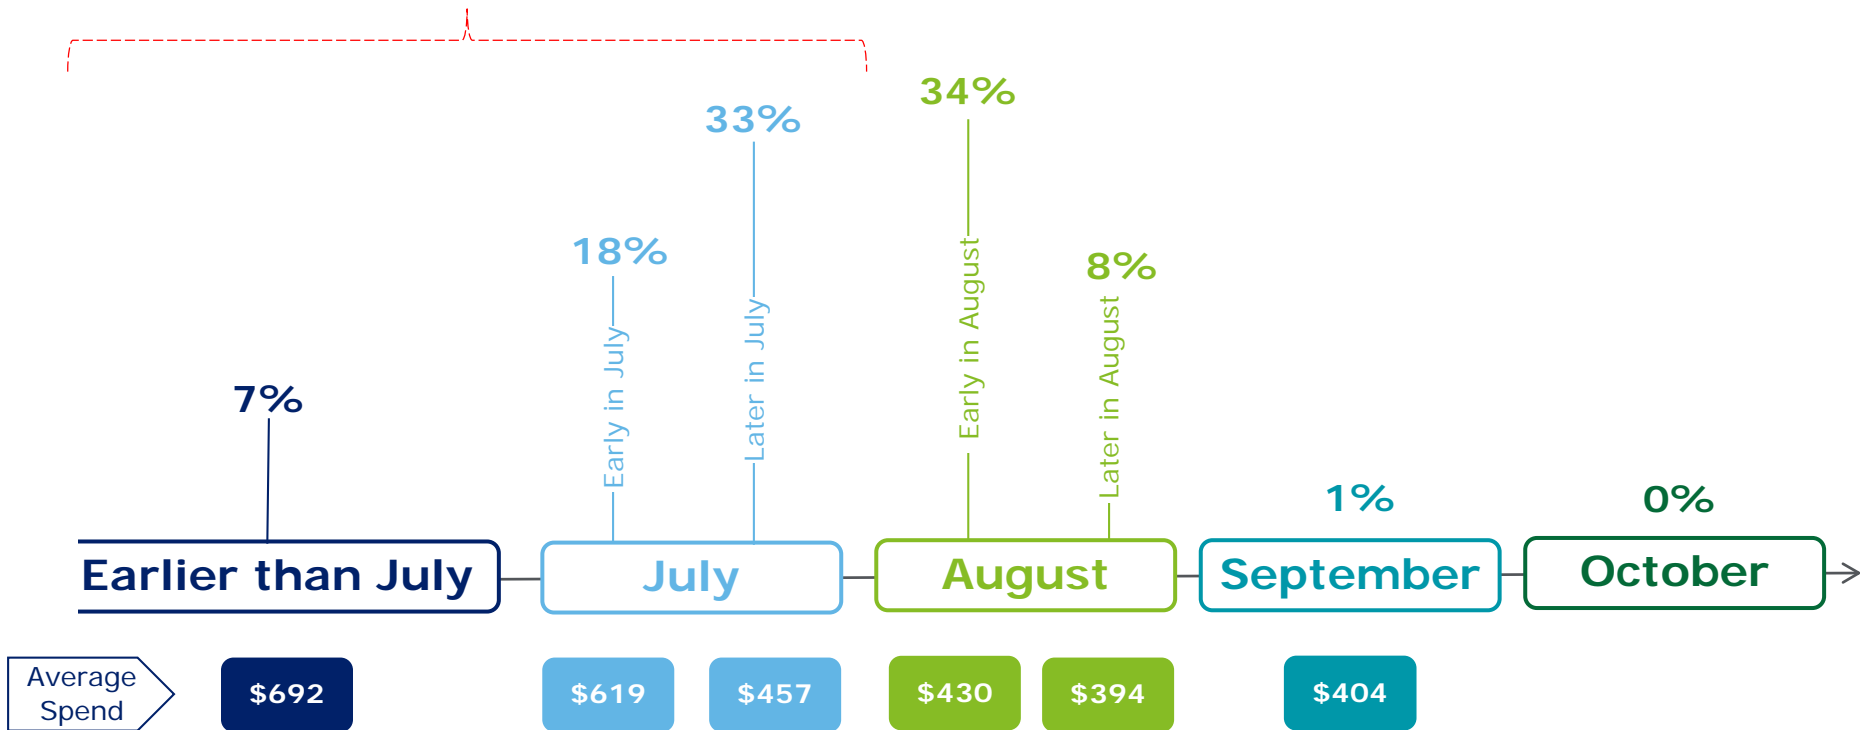 34%
33%
18%
8%
7%
Early in July
Later in July
Early in August
Later in August
1%
0%
Earlier than July
July
August
September
October
Average
Spend
$692
$619
$457
$430
$394
$404